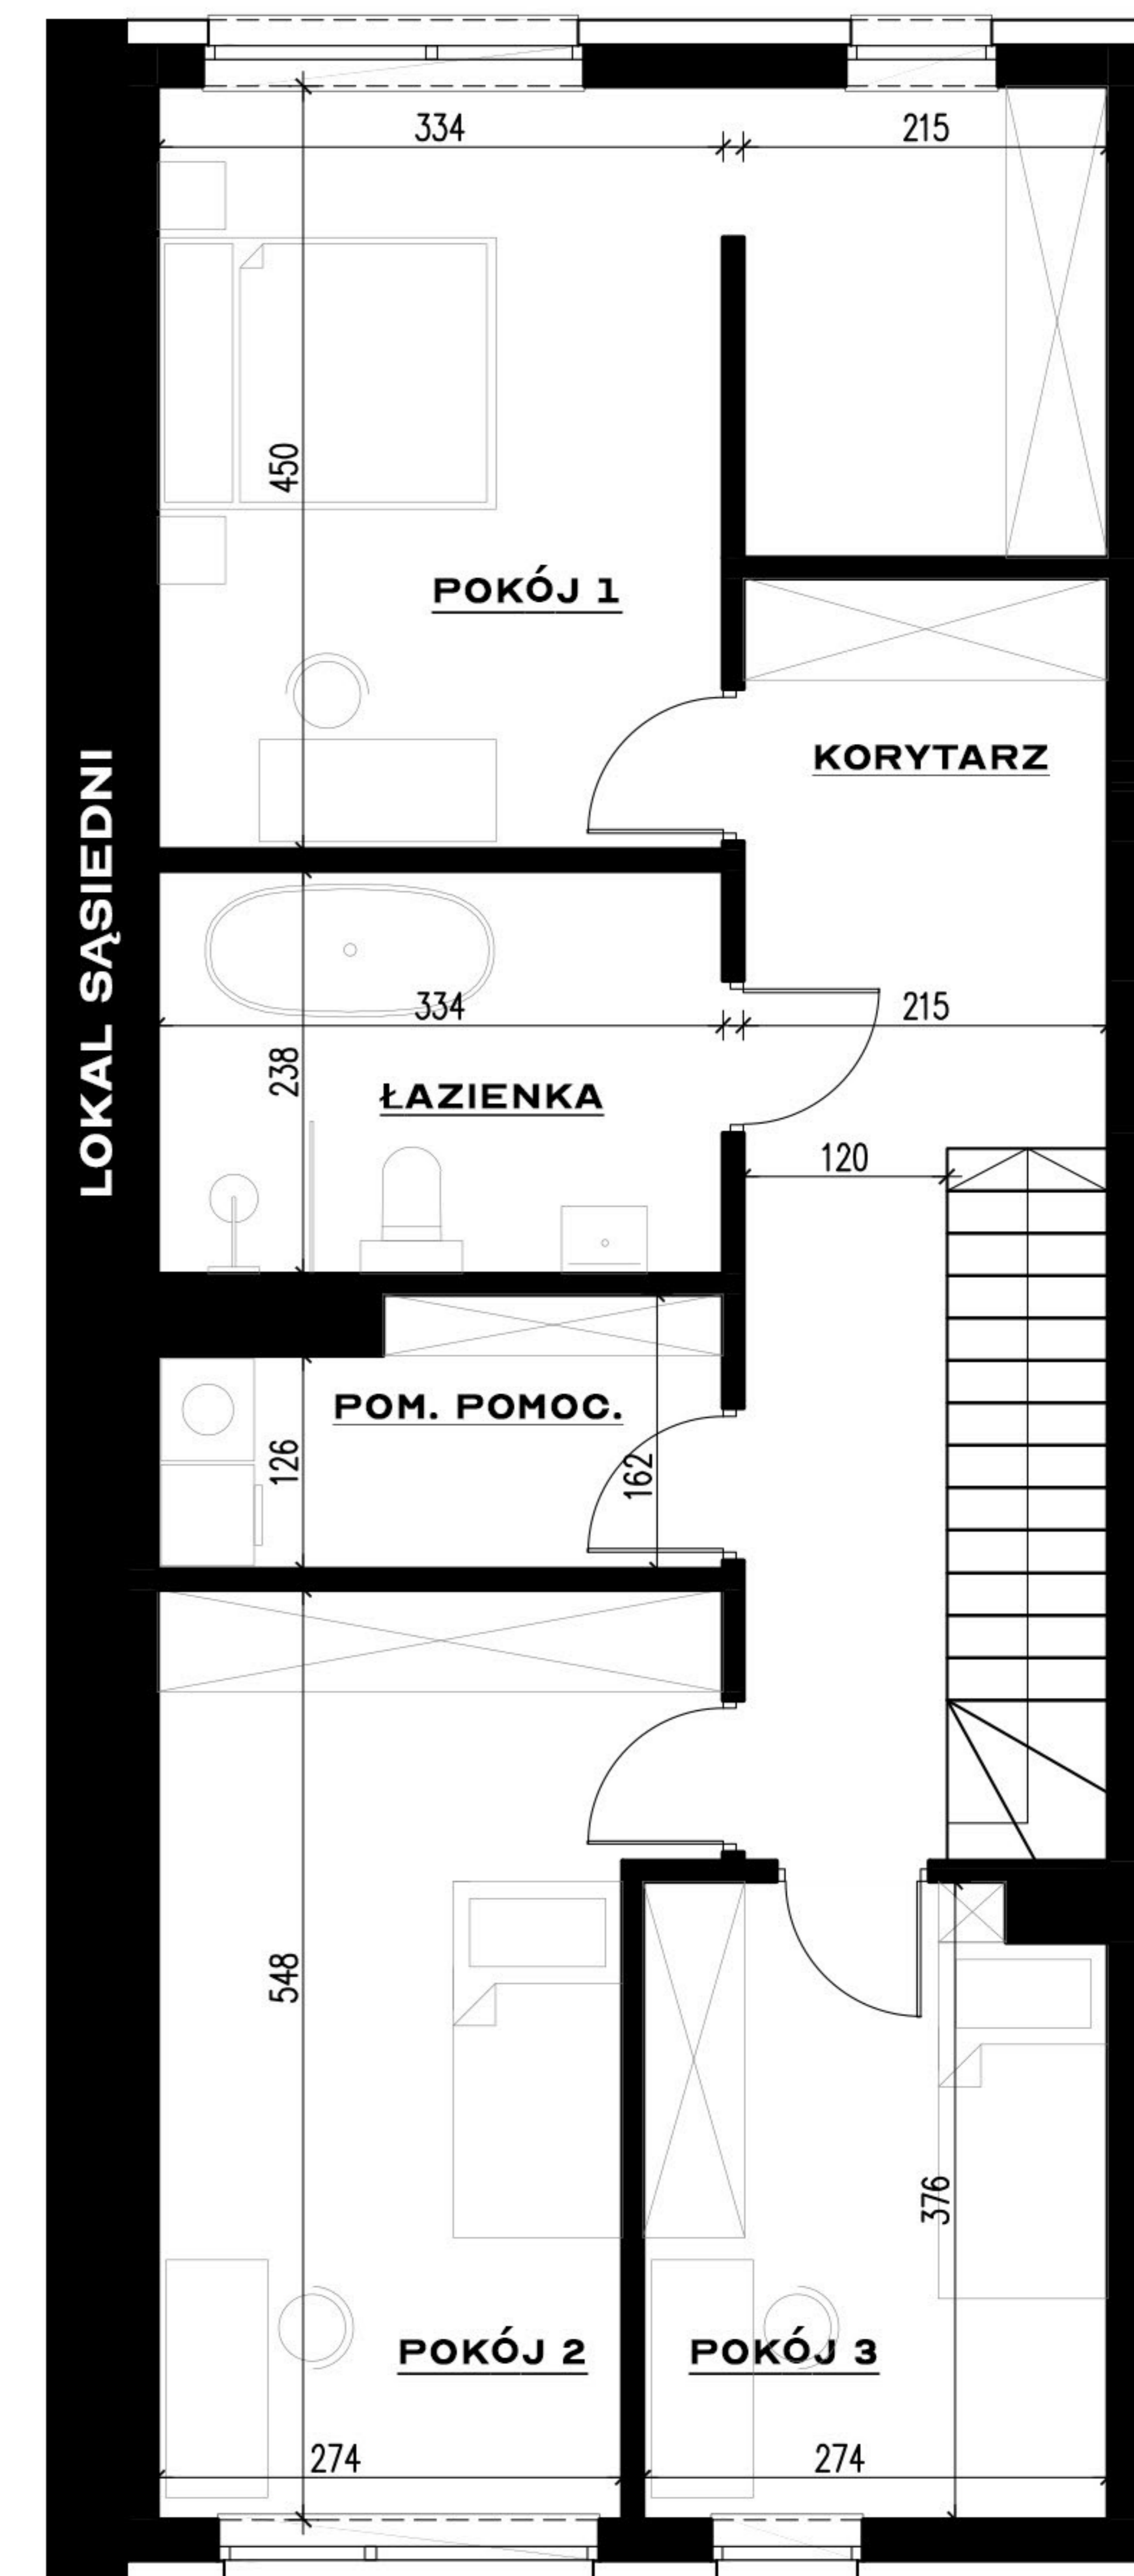 334
215
450
POKÓJ 1
KORYTARZ
LOKAL SĄSIEDNI
334
215
238
ŁAZIENKA
120
POM. POMOC.
126
162
548
376
POKÓJ 2
POKÓJ 3
274
274